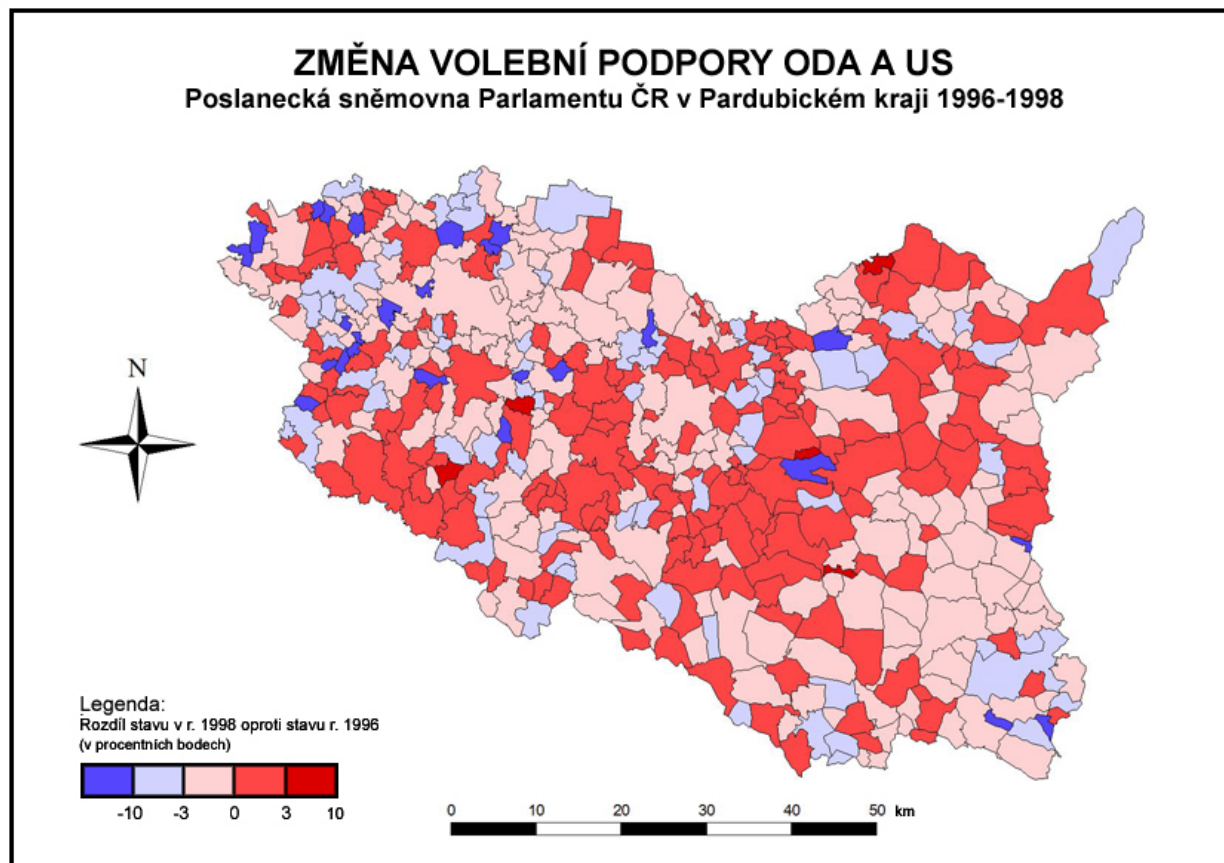 ZMĚNA VOLEBNÍ PODPORY ODA A US
Poslanecká sněmovna Parlamentu ČR v Pardubickém kraji 1996-1998
N
Legenda:
Rozdíl stavu v r. 1998 oproti stavu r. 1996
(v procentních bodech)
-10 -3 0 3 10
0 10 20 30 40 50 km